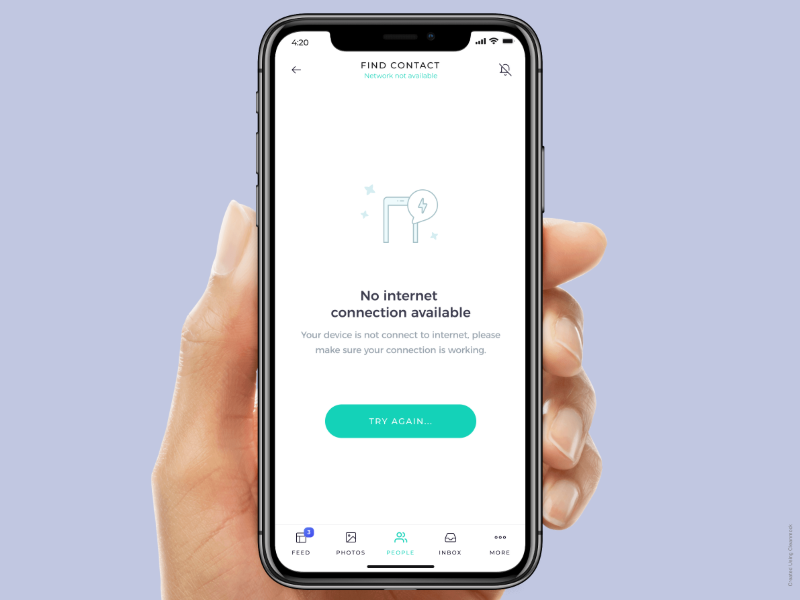 4:20
FIND CONTACT
Network not available
No internet
connection available
Your device is not connect to internet, please
make sure your connection is working.
TRY AGAIN...
3
FEED
PHOTOS
PEOPLE
INBOX
MORE